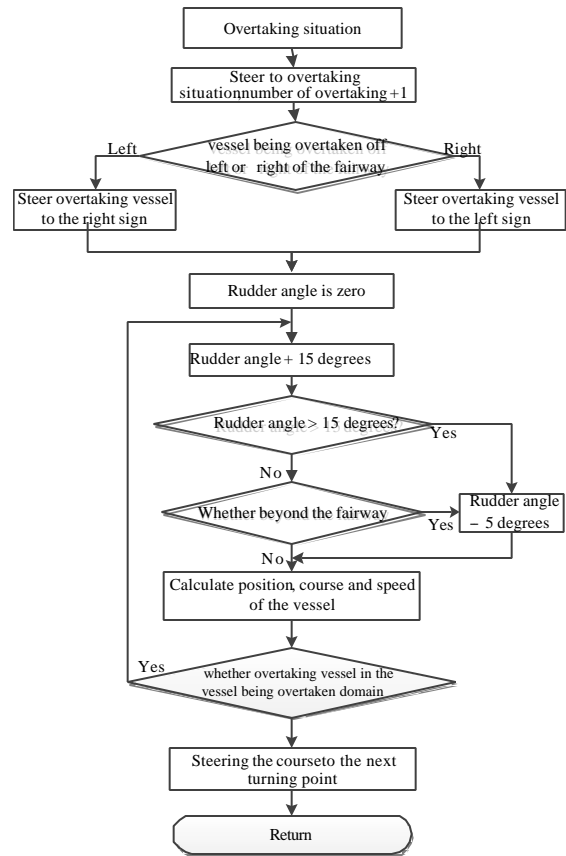 Overtaking situation
Steer to overtaking
situation,number of overtaking +1
vessel being overtaken off
left or right of the fairway
Left
Right
Steer overtaking vessel
to the right sign
Steer overtaking vessel
to the left sign
Rudder angle is zero
Rudder angle + 15 degrees
Rudder angle > 15 degrees?
Yes
No
Whether beyond the fairway
Yes
Rudder angle
– 5 degrees
No
Calculate position, course and speed
of the vessel
Yes
whether overtaking vessel in the
vessel being overtaken domain
Steering the courseto the next
turning point
Return